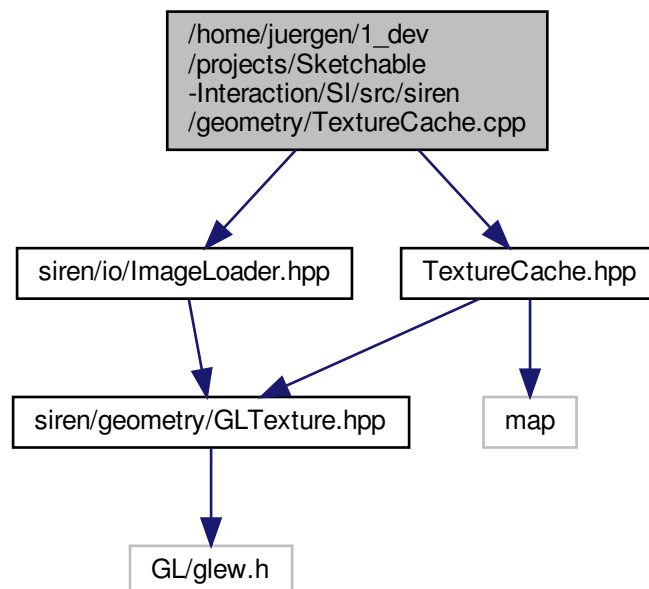 /home/juergen/1_dev
/projects/Sketchable
-Interaction/SI/src/siren
/geometry/TextureCache.cpp
siren/io/ImageLoader.hpp
TextureCache.hpp
siren/geometry/GLTexture.hpp
map
GL/glew.h